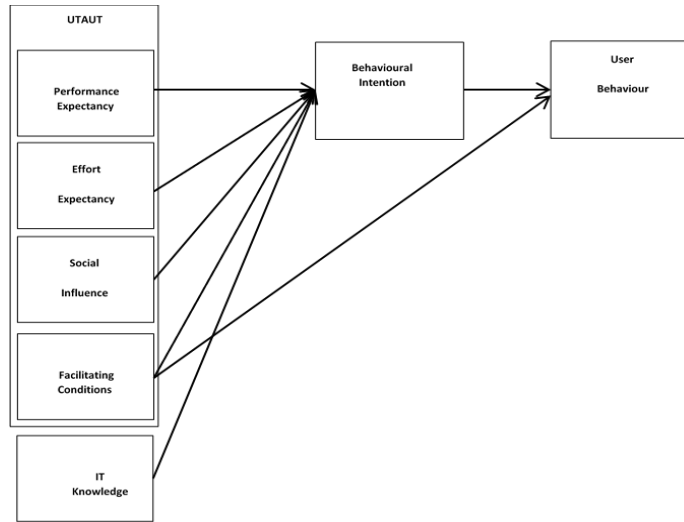 UTAUT
Performance
Expectancy
Effort
Expectancy
Social
Influence
Facilitating
Conditions
IT
Knowledge
Behavioural
Intention
User
Behaviour